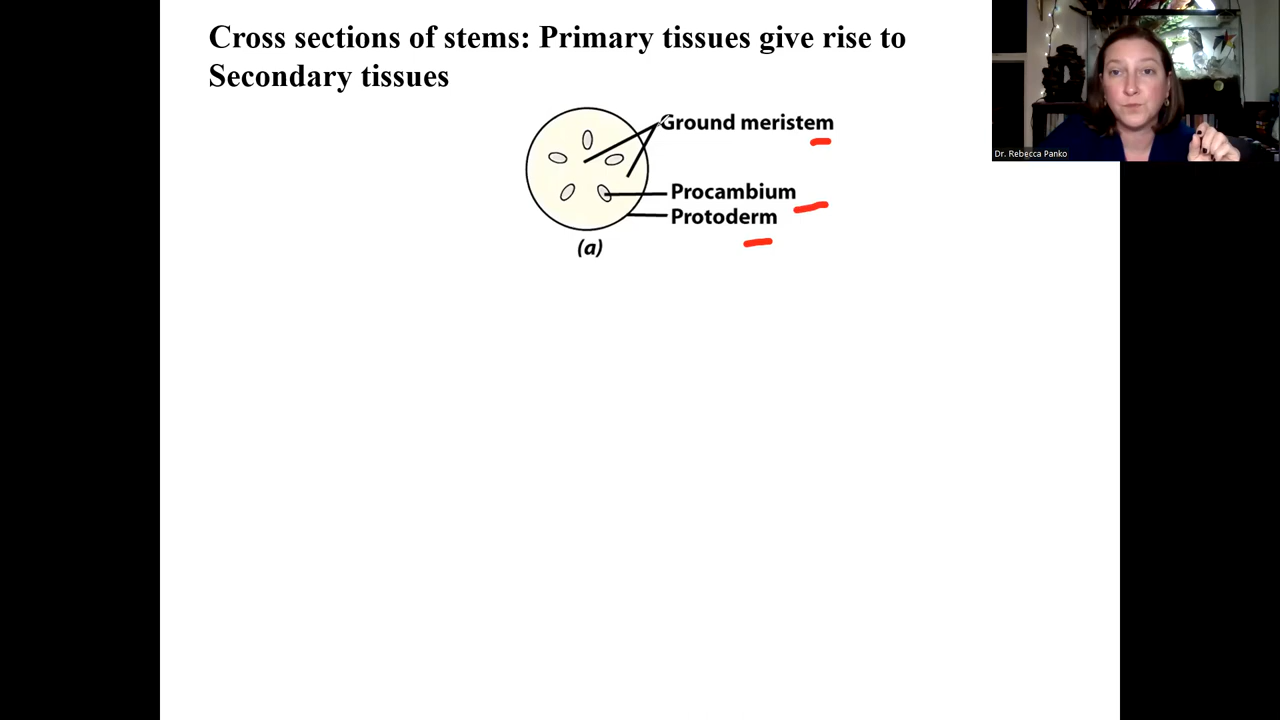 Cross sections of stems: Primary tissues give rise to
Secondary tissues
Ground meristem
Procambium
Protoderm
(a)
Dr. Rebecca Panko